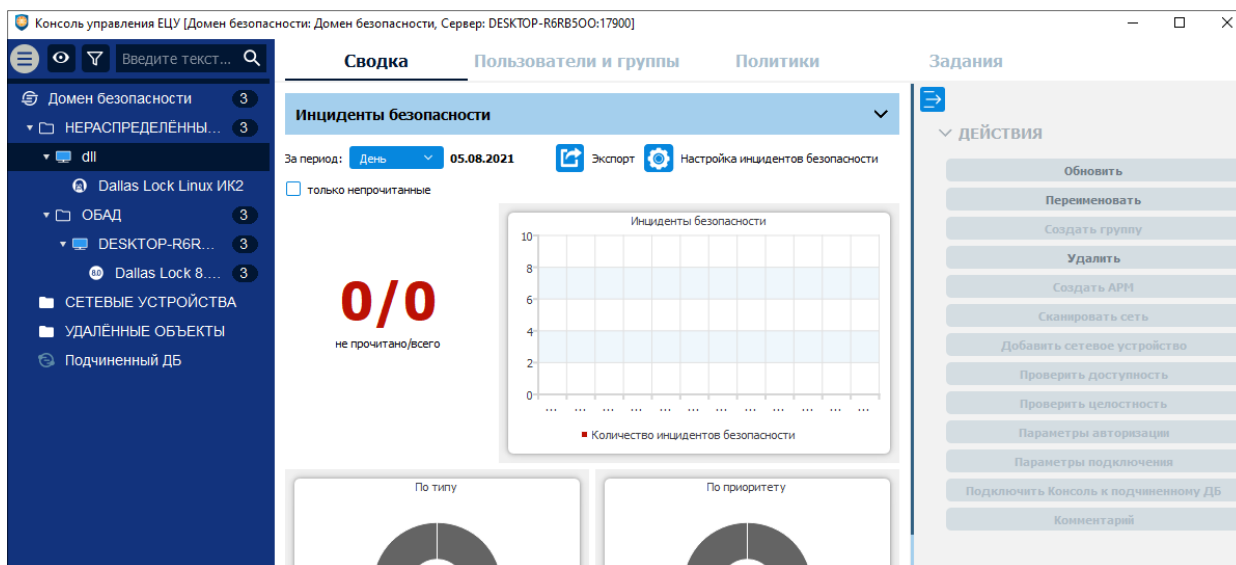 Консоль управления ЕЦУ [Домен безопасности: Домен безопасности, Сервер: DESKTOP-R6RB5OO:17900]
Введите текст...
Сводка
Пользователи и группы
Политики
Задания
Домен безопасности 3
НЕРАСПРЕДЕЛЁННЫ... 3
dll
Dallas Lock Linux ИК2
ОБАД 3
DESKTOP-R6R... 3
8.0 Dallas Lock 8.... 3
СЕТЕВЫЕ УСТРОЙСТВА
УДАЛЁННЫЕ ОБЪЕКТЫ
Подчиненный ДБ
Инциденты безопасности
За период: День 05.08.2021 Экспорт Настройка инцидентов безопасности
только непрочитанные
0/0
не прочитано/всего
Инциденты безопасности
10
8
6
4
2
0
... ... ... ... ... ... ... ... ... ... ...
Количество инцидентов безопасности
По типу
По приоритету
ДЕЙСТВИЯ
Обновить
Переименовать
Создать группу
Удалить
Создать АРМ
Сканировать сеть
Добавить сетевое устройство
Проверить доступность
Проверить целостность
Параметры авторизации
Параметры подключения
Подключить Консоль к подчиненному ДБ
Комментарий